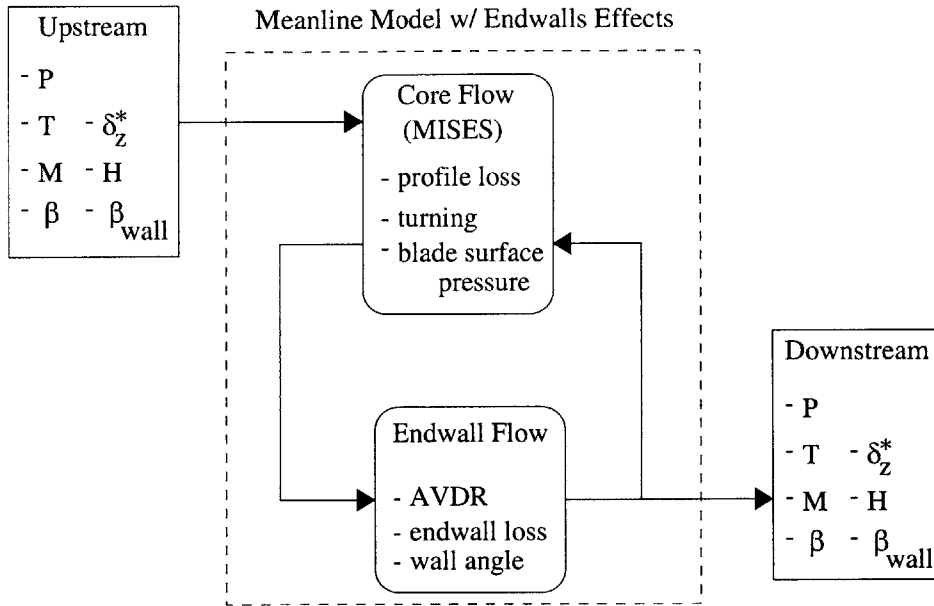 Meanline Model w/ Endwalls Effects
Upstream
- P
- T - δ*z
- M - H
- β - βwall
Core Flow
(MISES)
- profile loss
- turning
- blade surface
pressure
Endwall Flow
- AVDR
- endwall loss
- wall angle
Downstream
- P
- T - δ*z
- M - H
- β - βwall